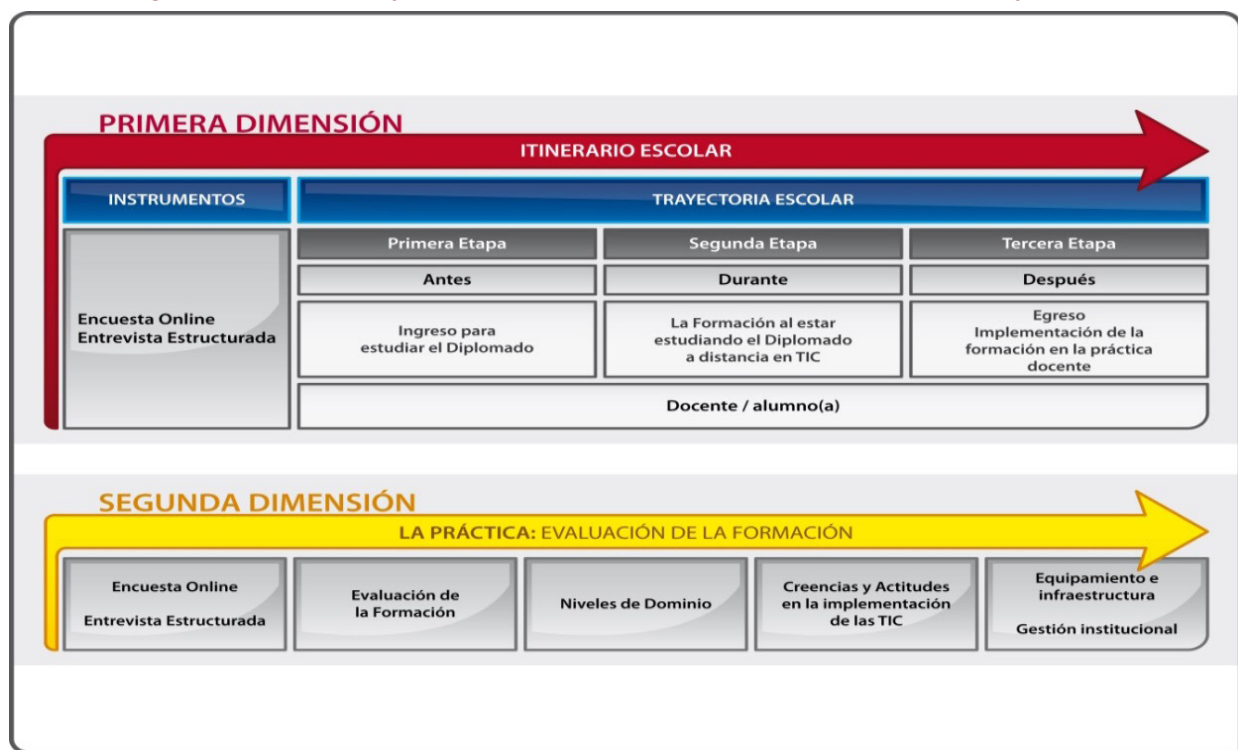 PRIMERA DIMENSIÓN
ITINERARIO ESCOLAR
INSTRUMENTOS
TRAYECTORIA ESCOLAR
Encuesta Online
Entrevista Estructurada
Primera Etapa
Segunda Etapa
Tercera Etapa
Antes
Durante
Después
Ingreso para
estudiar el Diplomado
La Formación al estar
estudiando el Diplomado
a distancia en TIC
Egreso
Implementación de la
formación en la práctica
docente
Docente / alumno(a)
SEGUNDA DIMENSIÓN
LA PRÁCTICA: EVALUACIÓN DE LA FORMACIÓN
Encuesta Online
Entrevista Estructurada
Evaluación de
la Formación
Niveles de Dominio
Creencias y Actitudes
en la implementación
de las TIC
Equipamiento e
infraestructura
Gestión institucional